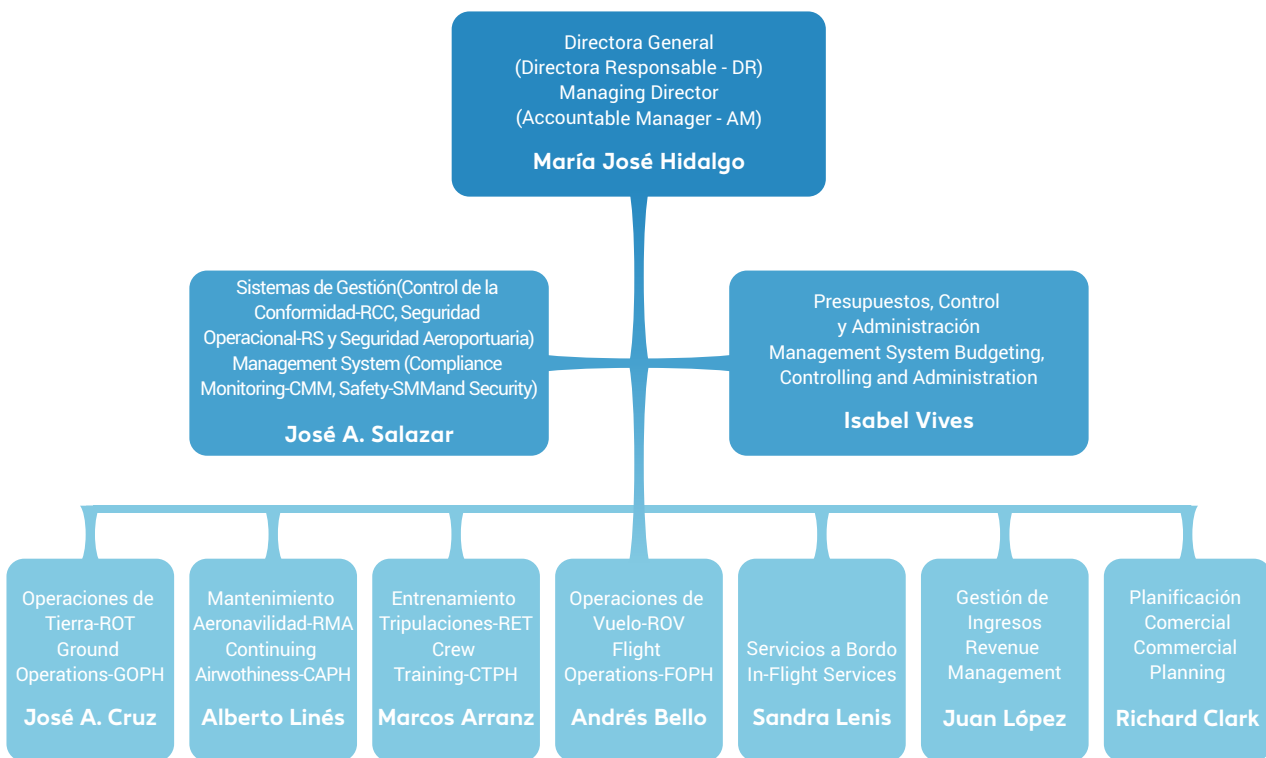 Directora General
(Directora Responsable - DR)
Managing Director
(Accountable Manager - AM)
María José Hidalgo
Sistemas de Gestión(Control de la
Conformidad-RCC, Seguridad
Operacional-RS y Seguridad Aeroportuaria)
Management System (Compliance
Monitoring-CMM, Safety-SMMand Security)
José A. Salazar
Presupuestos, Control
y Administración
Management System Budgeting,
Controlling and Administration
Isabel Vives
Operaciones de
Tierra-ROT
Ground
Operations-GOPH
José A. Cruz
Mantenimiento
Aeronavilidad-RMA
Continuing
Airwothiness-CAPH
Alberto Linés
Entrenamiento
Tripulaciones-RET
Crew
Training-CTPH
Marcos Arranz
Operaciones de
Vuelo-ROV
Flight
Operations-FOPH
Andrés Bello
Servicios a Bordo
In-Flight Services
Sandra Lenis
Gestión de
Ingresos
Revenue
Management
Juan López
Planificación
Comercial
Commercial
Planning
Richard Clark